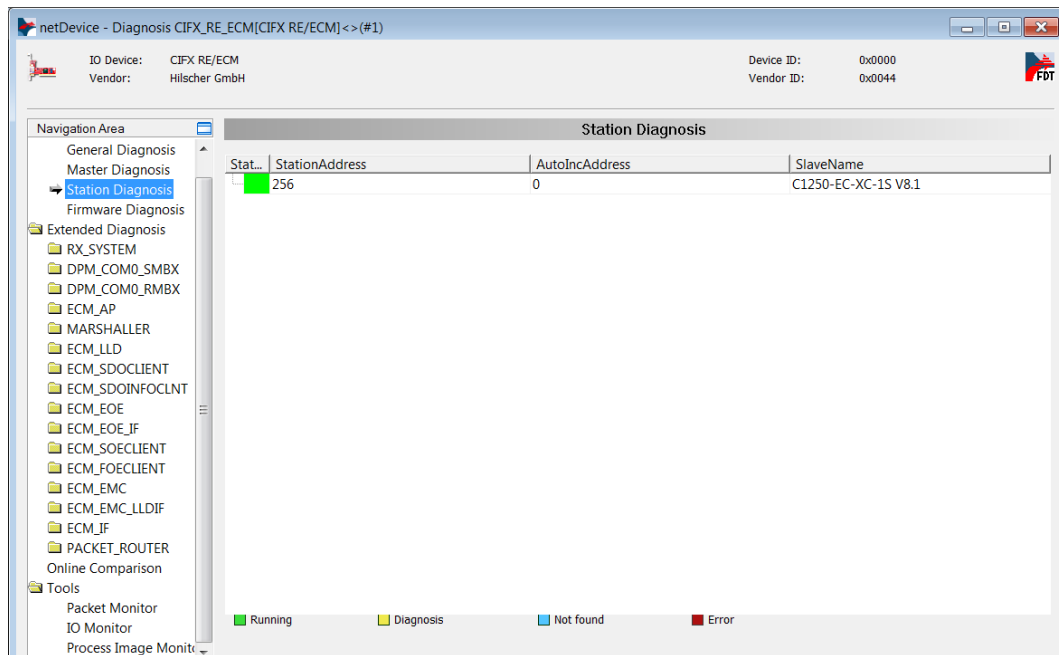 netDevice - Diagnosis CIFX_RE_ECM[CIFX RE/ECM]<>(#1)
IO Device: CIFX RE/ECM Device ID: 0x0000
Vendor: Hilscher GmbH Vendor ID: 0x0044
FDT
Navigation Area
Station Diagnosis
General Diagnosis
Master Diagnosis
Station Diagnosis
Firmware Diagnosis
Extended Diagnosis
RX_SYSTEM
DPM_COM0_SMBX
DPM_COM0_RMBX
ECM_AP
MARSHALLER
ECM_LLD
ECM_SDOCLIENT
ECM_SDOINFOCLNT
ECM_EOE
ECM_EOE_IF
ECM_SOECLIENT
ECM_FOECLIENT
ECM_EMC
ECM_EMC_LLDIF
ECM_IF
PACKET_ROUTER
Online Comparison
Tools
Packet Monitor
IO Monitor
Process Image Monito
Stat... StationAddress AutoIncAddress SlaveName
256 0 C1250-EC-XC-1S V8.1
Running Diagnosis Not found Error